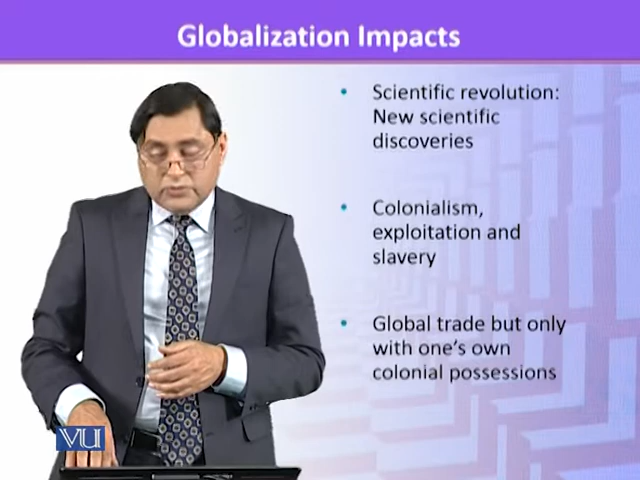 Globalization Impacts
• Scientific revolution:
New scientific
discoveries
• Colonialism,
exploitation and
slavery
• Global trade but only
with one's own
colonial possessions
VU